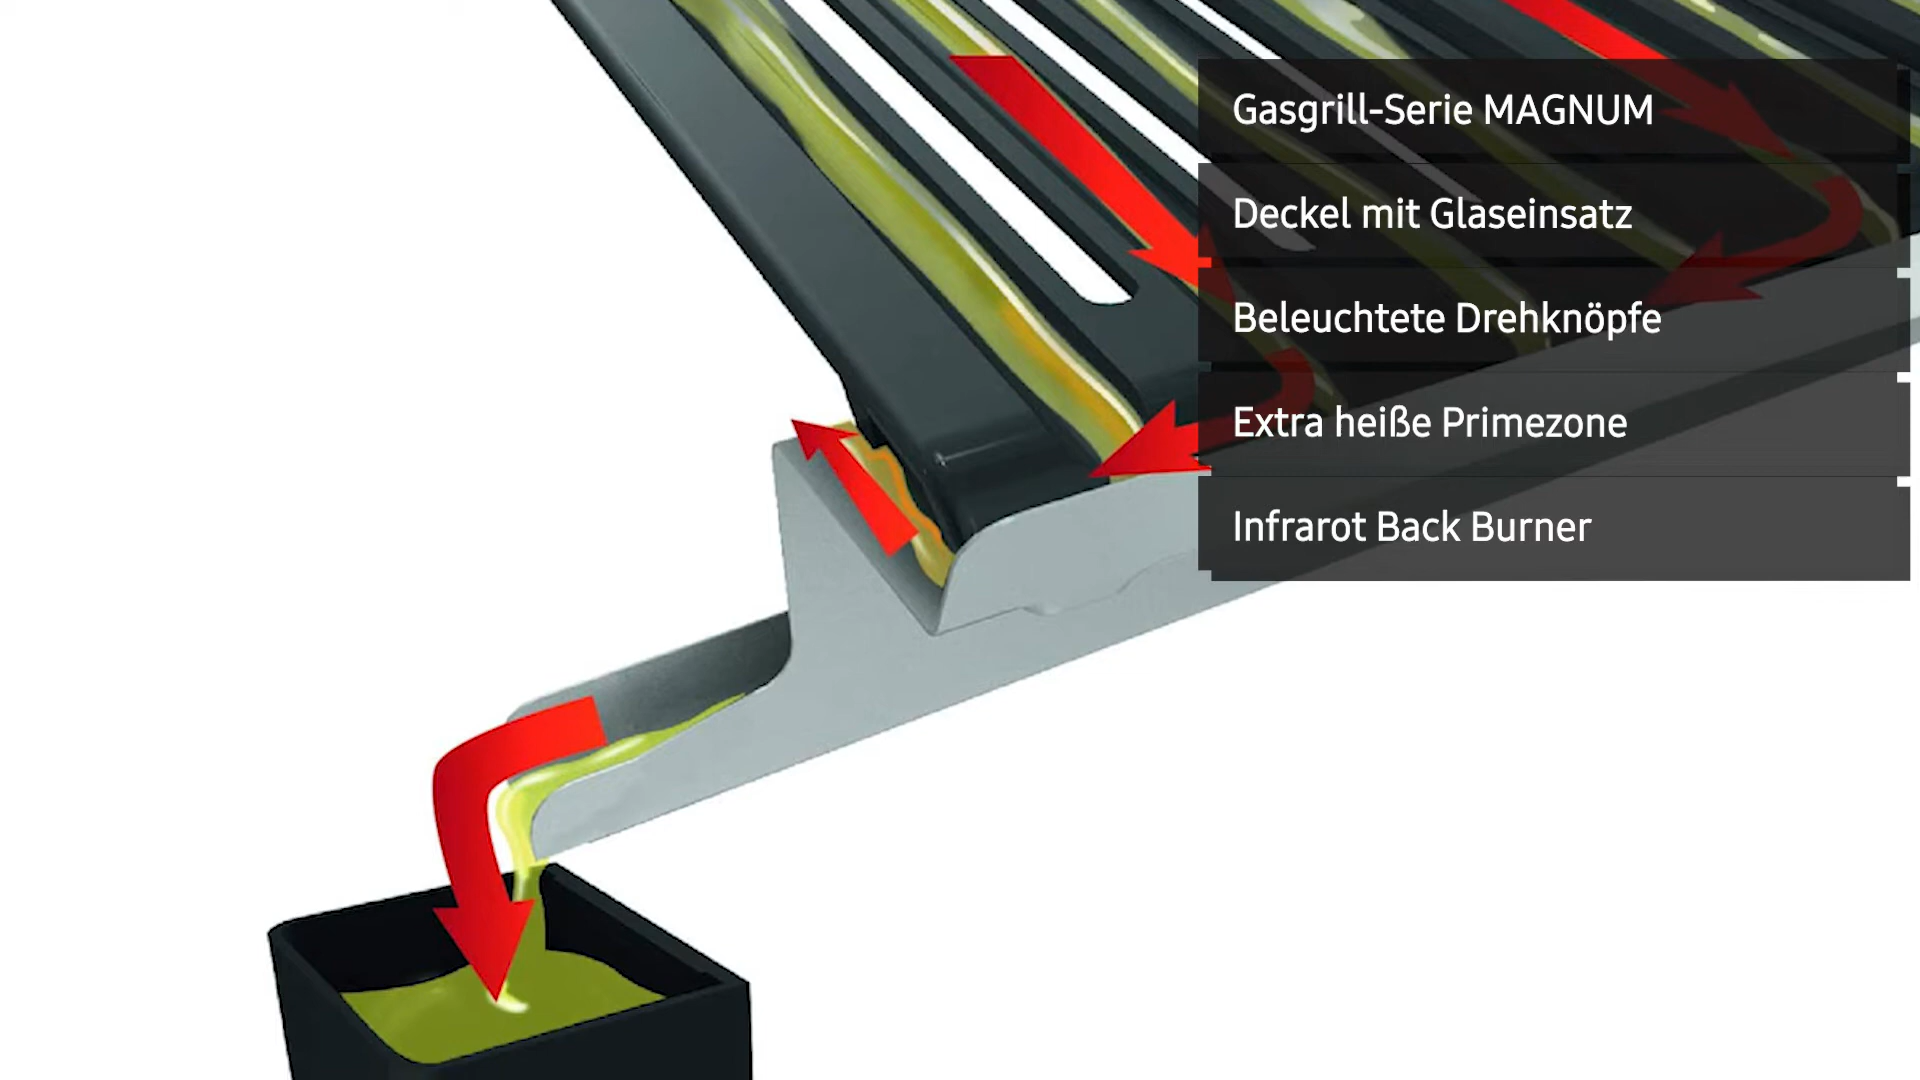 Gasgrill-Serie MAGNUM
Deckel mit Glaseinsatz
Beleuchtete Drehknöpfe
Extra heiße Primezone
Infrarot Back Burner